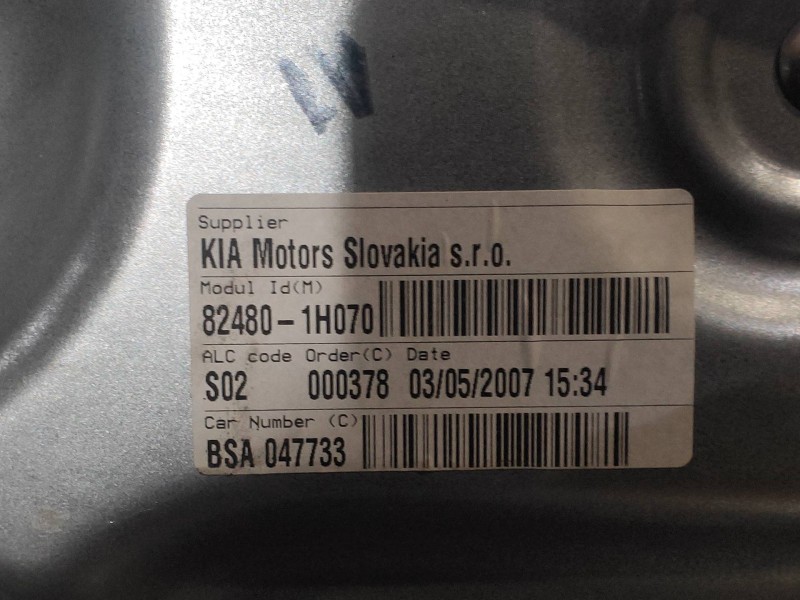 Supplier
KIA Motors Slovakia s.r.o.
Modul Id(M)
82480-1H070
ALC code Order(C) Date
S02 000378 03/05/2007 15:34
Car Number (C)
BSA 047733